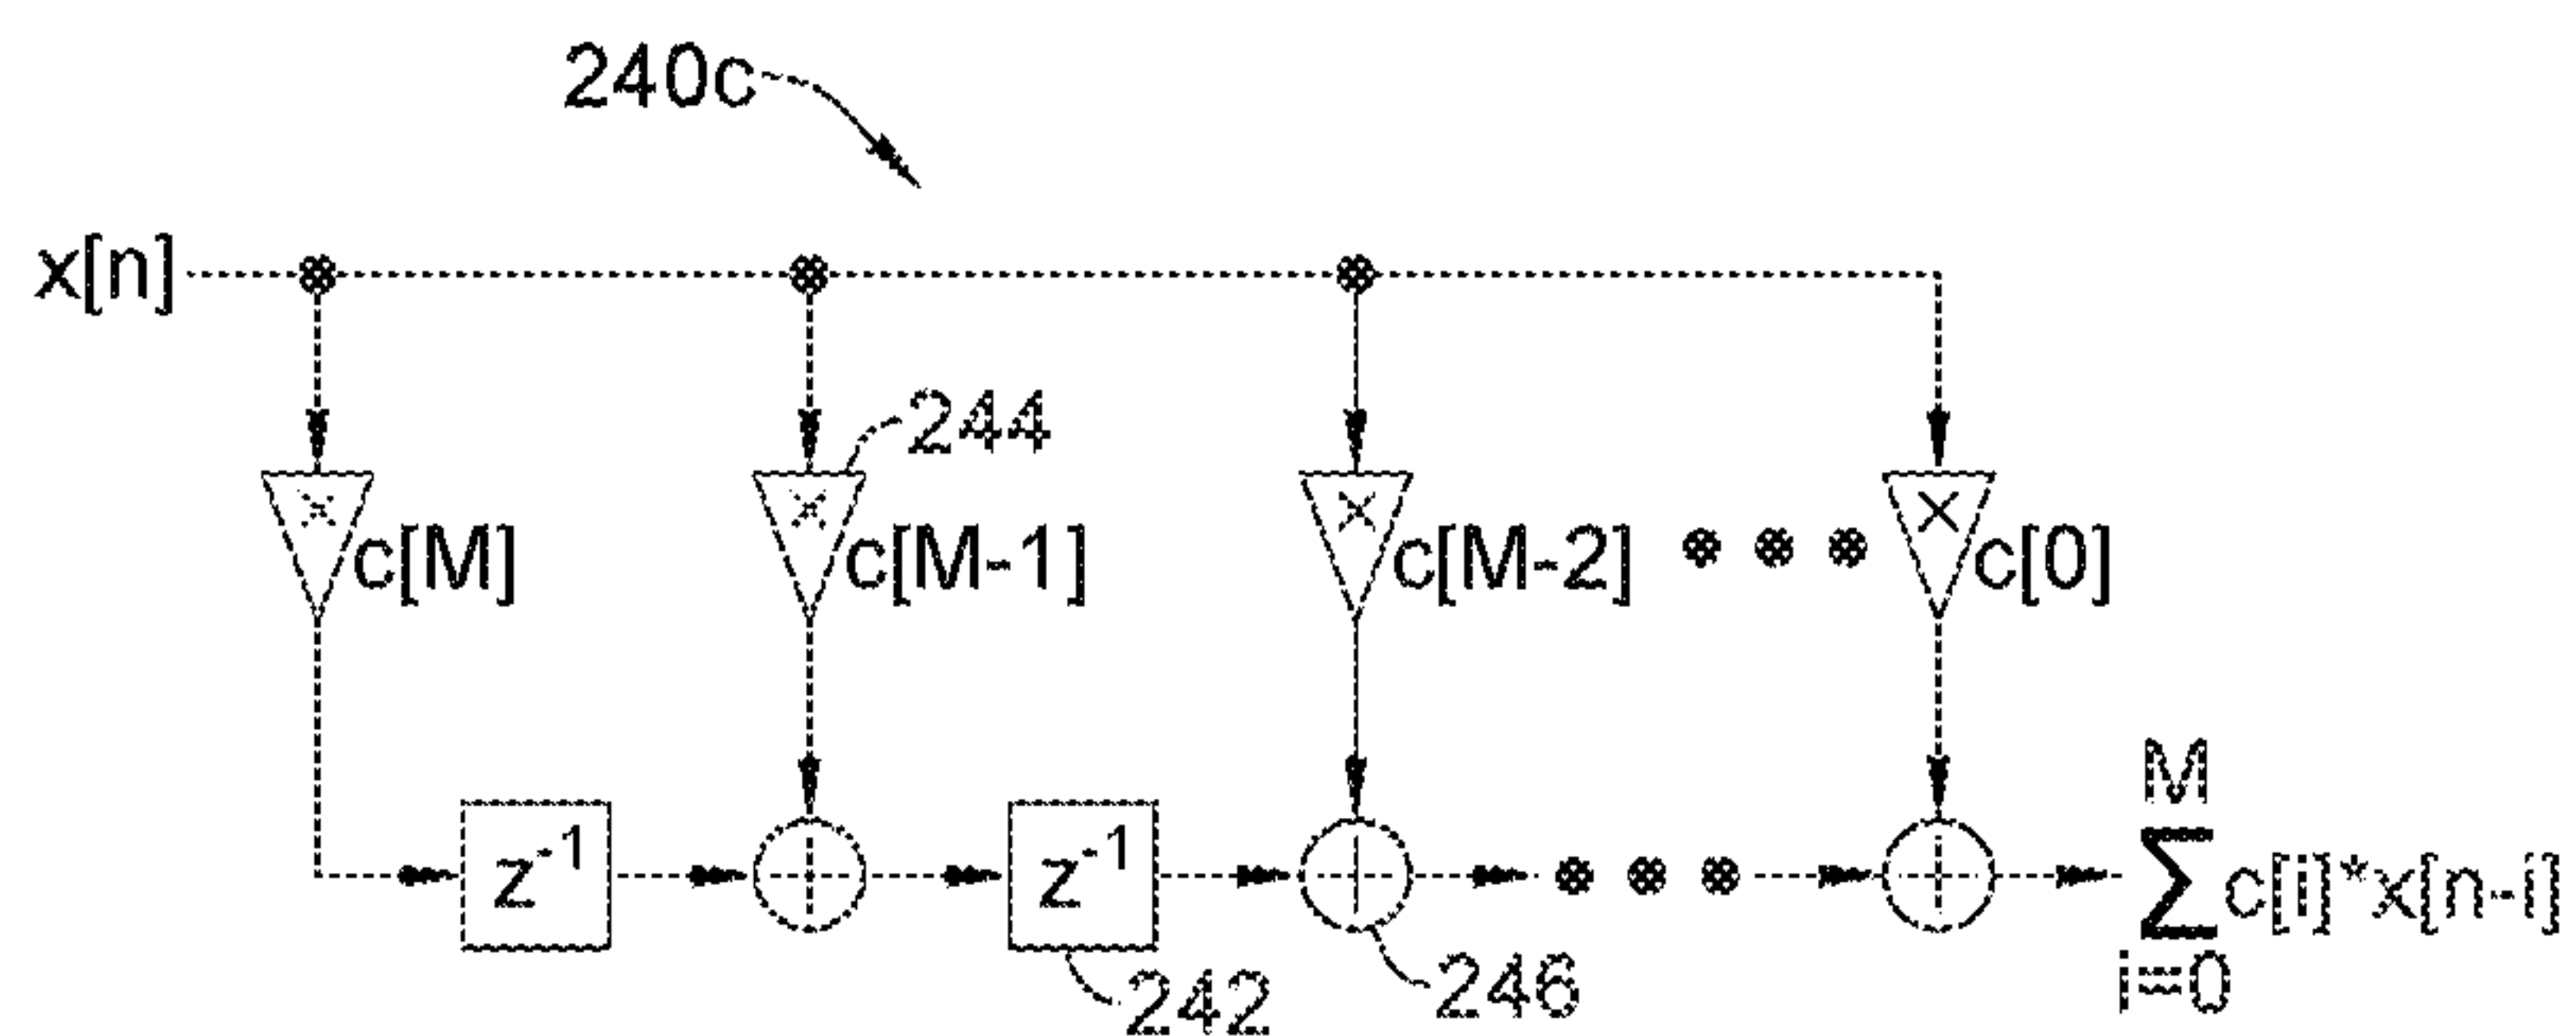 240c
x[n]
244
× × × ×
c[M] c[M-1] c[M-2] c[0]
z⁻¹ + z⁻¹ + +
M
∑ c[i]*x[n-i]
i=0
242 246